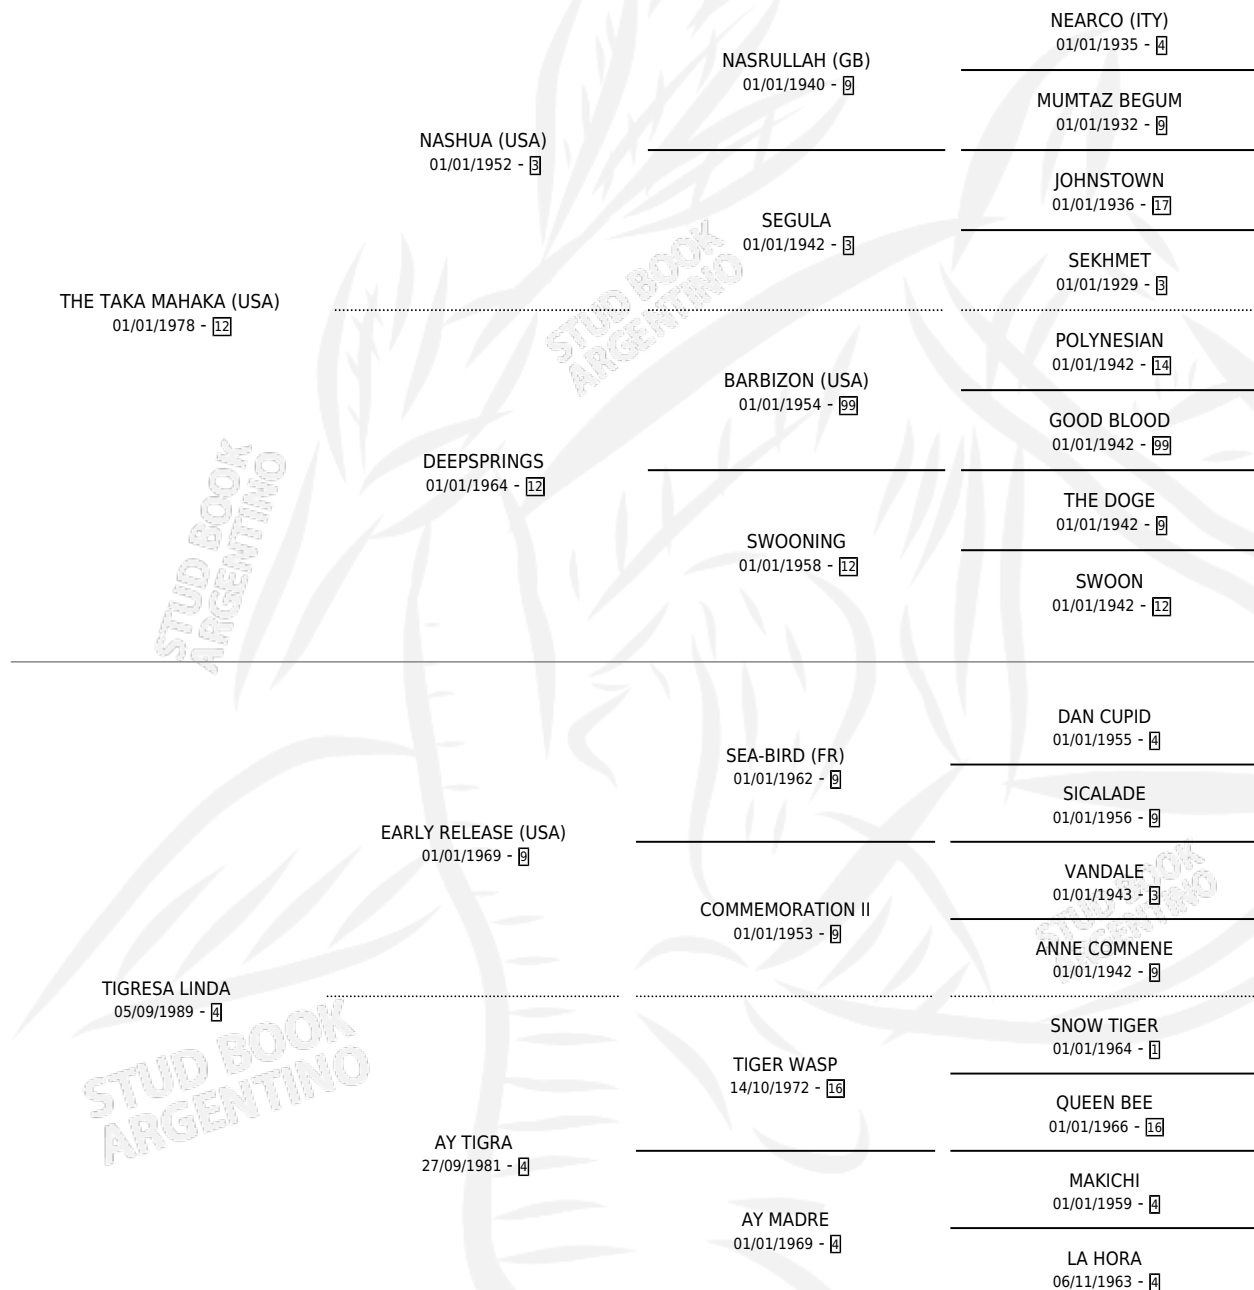 NEARCO (ITY)
01/01/1935 - 4
NASRULLAH (GB)
01/01/1940 - 9
MUMTAZ BEGUM
01/01/1932 - 9
NASHUA (USA)
01/01/1952 - 3
JOHNSTOWN
01/01/1936 - 17
SEGULA
01/01/1942 - 3
SEKHMET
01/01/1929 - 3
THE TAKA MAHAKA (USA)
01/01/1978 - 12
POLYNESIAN
01/01/1942 - 14
BARBIZON (USA)
01/01/1954 - 99
GOOD BLOOD
01/01/1942 - 99
DEEPSPRINGS
01/01/1964 - 12
THE DOGE
01/01/1942 - 9
SWOONING
01/01/1958 - 12
SWOON
01/01/1942 - 12
DAN CUPID
01/01/1955 - 4
SEA-BIRD (FR)
01/01/1962 - 9
SICALADE
01/01/1956 - 9
EARLY RELEASE (USA)
01/01/1969 - 9
VANDALE
01/01/1943 - 3
COMMEMORATION II
01/01/1953 - 9
ANNE COMNENE
01/01/1942 - 9
TIGRESA LINDA
05/09/1989 - 4
SNOW TIGER
01/01/1964 - 1
TIGER WASP
14/10/1972 - 16
QUEEN BEE
01/01/1966 - 16
AY TIGRA
27/09/1981 - 4
MAKICHI
01/01/1959 - 4
AY MADRE
01/01/1969 - 4
LA HORA
06/11/1963 - 4
STUD BOOK
ARGENTINO
STUD BOOK
ARGENTINO
STUD BOOK
ARGENTINO
STUD BOOK
ARGENTINO